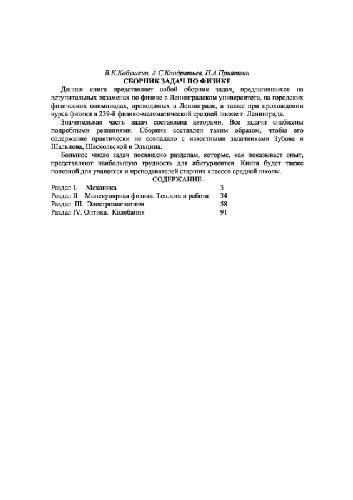 В.К.Кобушкин, А.С.Кондратьев, Н.А.Прияткин
СБОРНИК ЗАДАЧ ПО ФИЗИКЕ
Данная книга представляет собой сборник задач, предлагавшихся на
вступительных экзаменах по физике в Ленинградском университете, на городских
физических олимпиадах, проводимых в Ленинграде, а также при прохождении
курса физики в 239-й физико-математической средней школе г. Ленинграда.
Значительная часть задач составлена авторами. Все задачи снабжены
подробными решениями. Сборник составлен таким образом, чтобы его
содержание практически не совпадало с известными задачниками Зубова и
Шальнова, Шаскольской и Эльцина.
Большее число задач посвящено разделам, которые, как показывает опыт,
представляют наибольшую трудность для абитуриентов. Книга будет также
полезной для учащихся и преподавателей старших классов средней школы.
СОДЕРЖАНИЕ
Раздел I. Механика 3
Раздел II. Молекулярная физика. Теплота и работа 34
Раздел III. Электромагнетизм 58
Раздел IV. Оптика. Колебания 91